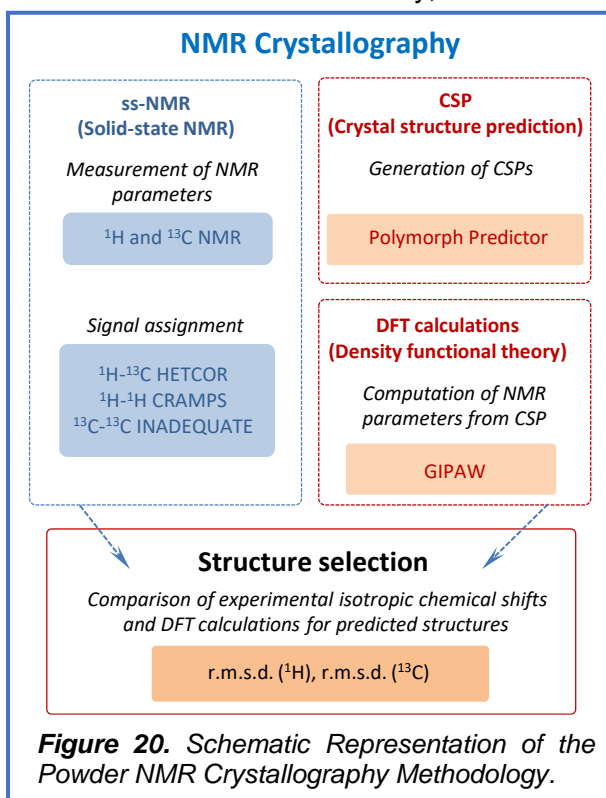 NMR Crystallography
ss-NMR
(Solid-state NMR)
Measurement of NMR
parameters
¹H and ¹³C NMR
Signal assignment
¹H-¹³C HETCOR
¹H-¹H CRAMPS
¹³C-¹³C INADEQUATE
CSP
(Crystal structure prediction)
Generation of CSPs
Polymorph Predictor
DFT calculations
(Density functional theory)
Computation of NMR
parameters from CSP
GIPAW
Structure selection
Comparison of experimental isotropic chemical shifts
and DFT calculations for predicted structures
r.m.s.d. (¹H), r.m.s.d. (¹³C)
Figure 20. Schematic Representation of the
Powder NMR Crystallography Methodology.